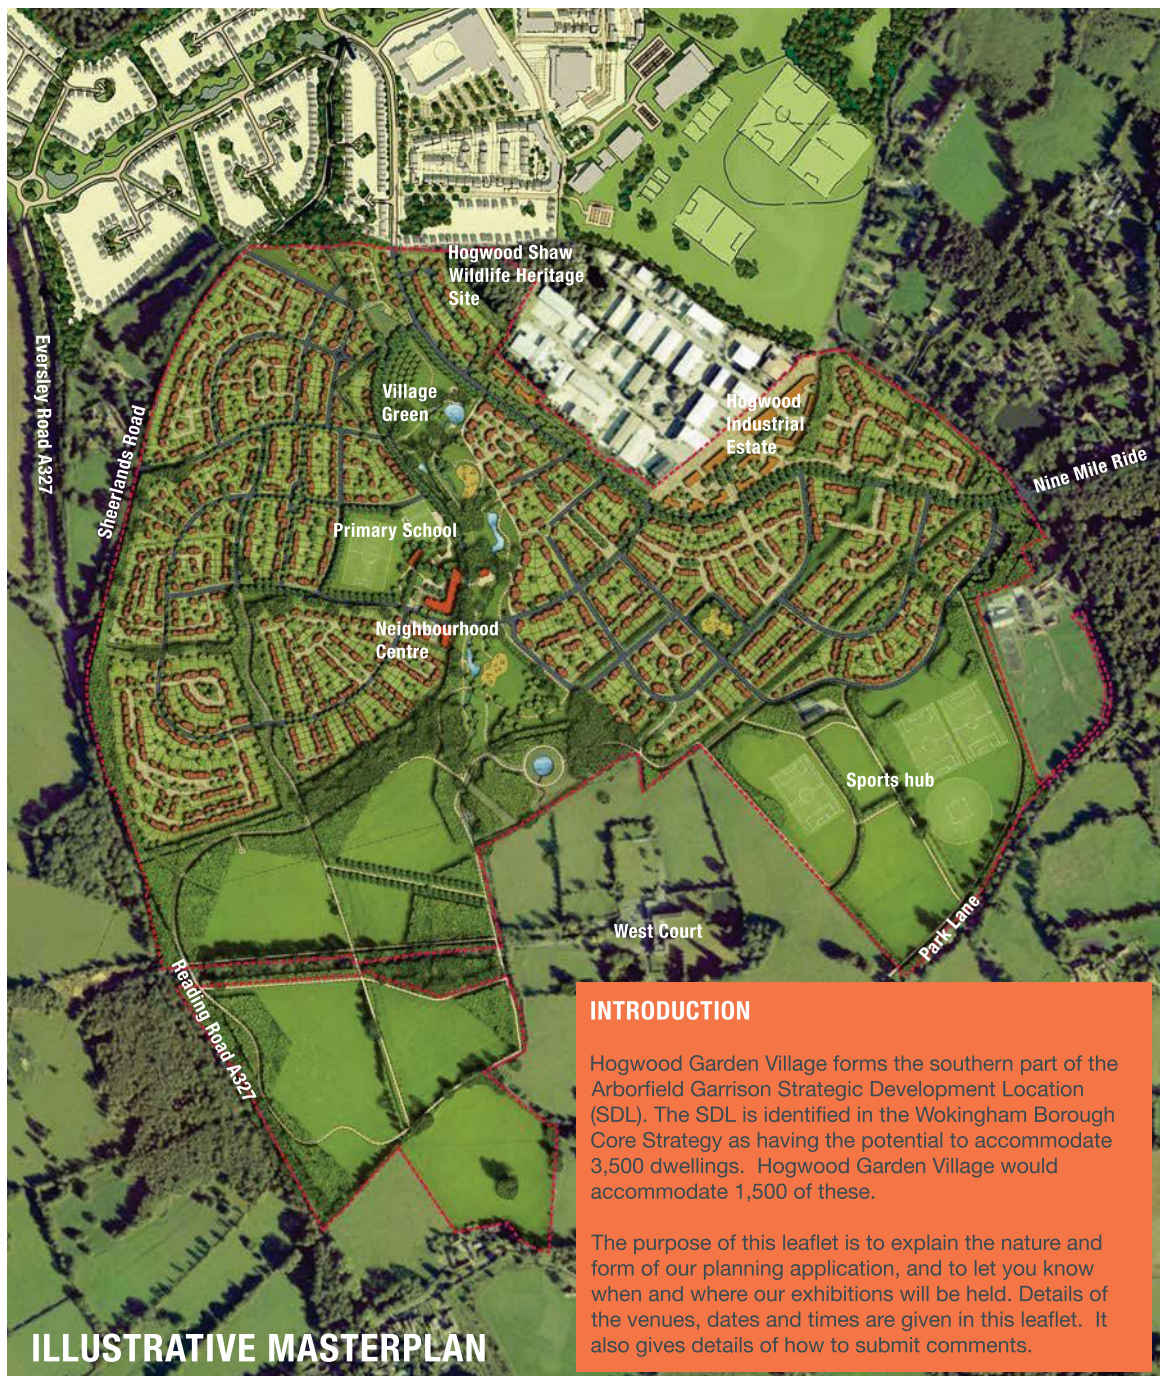 Hogwood Shaw
Wildlife Heritage
Site
Eversley Road A327
Sheerlands Road
Village
Green
Hogwood
Industrial
Estate
Nine Mile Ride
Primary School
Neighbourhood
Centre
Sports hub
West Court
Park Lane
Reading Road A327
INTRODUCTION
Hogwood Garden Village forms the southern part of the
Arborfield Garrison Strategic Development Location
(SDL). The SDL is identified in the Wokingham Borough
Core Strategy as having the potential to accommodate
3,500 dwellings.  Hogwood Garden Village would
accommodate 1,500 of these.
The purpose of this leaflet is to explain the nature and
form of our planning application, and to let you know
when and where our exhibitions will be held. Details of
the venues, dates and times are given in this leaflet.  It
also gives details of how to submit comments.
ILLUSTRATIVE MASTERPLAN